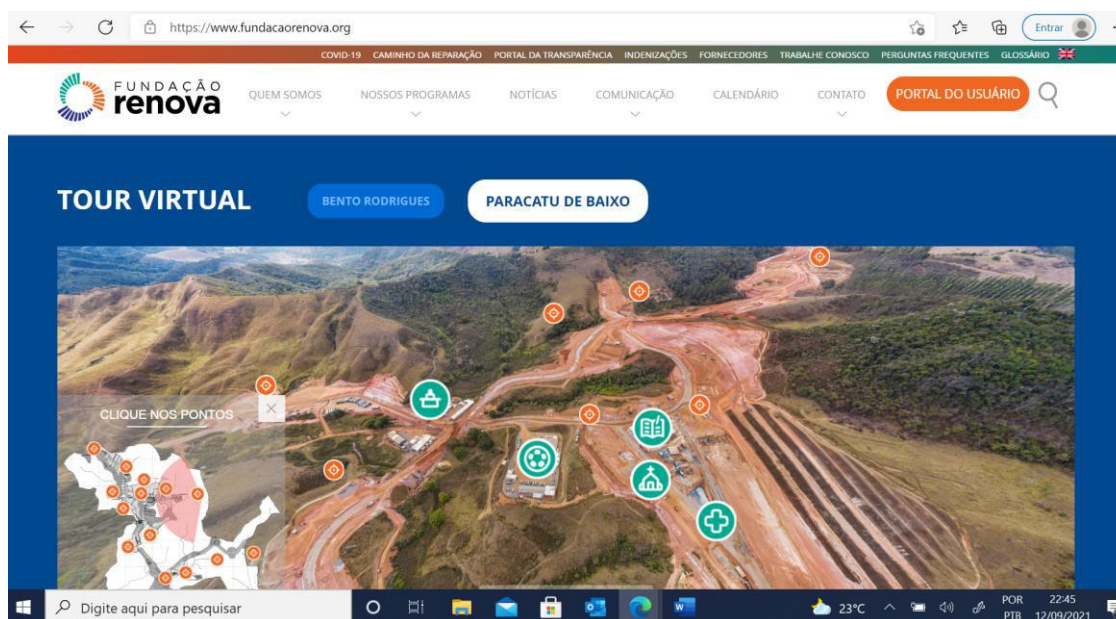 https://www.fundacaorenova.org
Entrar
COVID-19 CAMINHO DA REPARAÇÃO PORTAL DA TRANSPARÊNCIA INDENIZAÇÕES FORNECEDORES TRABALHE CONOSCO PERGUNTAS FREQUENTES GLOSSÁRIO
FUNDAÇÃO
renova
QUEM SOMOS NOSSOS PROGRAMAS NOTÍCIAS COMUNICAÇÃO CALENDÁRIO CONTATO PORTAL DO USUÁRIO
TOUR VIRTUAL BENTO RODRIGUES PARACATU DE BAIXO
CLIQUE NOS PONTOS
Digite aqui para pesquisar
23°C
POR
PTB
22:45
12/09/2021